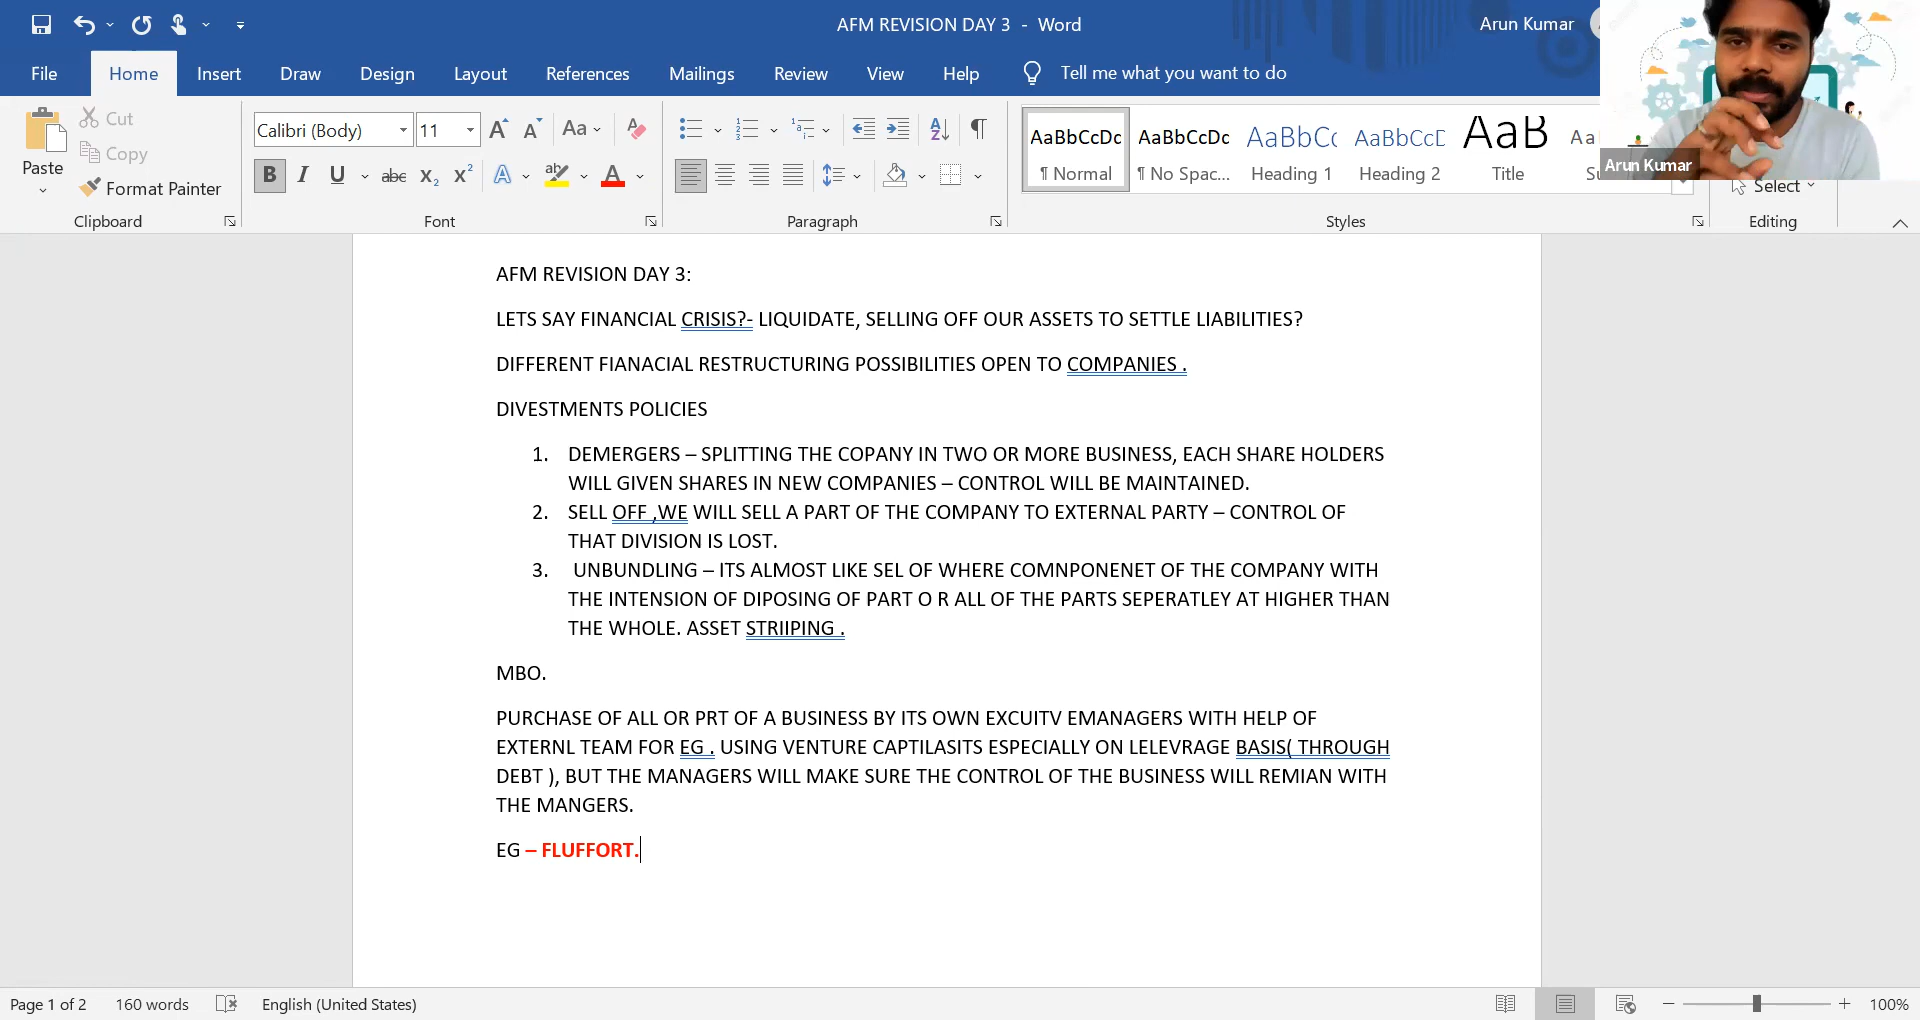 AFM REVISION DAY 3 - Word
Arun Kumar
File Home Insert Draw Design Layout References Mailings Review View Help Tell me what you want to do
Paste
Cut
Copy
Format Painter
Clipboard
Calibri (Body) 11
Font
Paragraph
AaBbCcDc AaBbCcDc AaBbCc AaBbCcD AaB
¶ Normal ¶ No Spac... Heading 1 Heading 2 Title
Styles
Select
Editing
Arun Kumar
AFM REVISION DAY 3:
LETS SAY FINANCIAL CRISIS?- LIQUIDATE, SELLING OFF OUR ASSETS TO SETTLE LIABILITIES?
DIFFERENT FIANACIAL RESTRUCTURING POSSIBILITIES OPEN TO COMPANIES .
DIVESTMENTS POLICIES
1. DEMERGERS – SPLITTING THE COPANY IN TWO OR MORE BUSINESS, EACH SHARE HOLDERS
WILL GIVEN SHARES IN NEW COMPANIES – CONTROL WILL BE MAINTAINED.
2. SELL OFF ,WE WILL SELL A PART OF THE COMPANY TO EXTERNAL PARTY – CONTROL OF
THAT DIVISION IS LOST.
3. UNBUNDLING – ITS ALMOST LIKE SEL OF WHERE COMNPONENET OF THE COMPANY WITH
THE INTENSION OF DIPOSING OF PART O R ALL OF THE PARTS SEPERATLEY AT HIGHER THAN
THE WHOLE. ASSET STRIIPING .
MBO.
PURCHASE OF ALL OR PRT OF A BUSINESS BY ITS OWN EXCUITV EMANAGERS WITH HELP OF
EXTERNL TEAM FOR EG . USING VENTURE CAPTILASITS ESPECIALLY ON LELEVRAGE BASIS( THROUGH
DEBT ), BUT THE MANAGERS WILL MAKE SURE THE CONTROL OF THE BUSINESS WILL REMIAN WITH
THE MANGERS.
EG – FLUFFORT.
Page 1 of 2 160 words English (United States) 100%